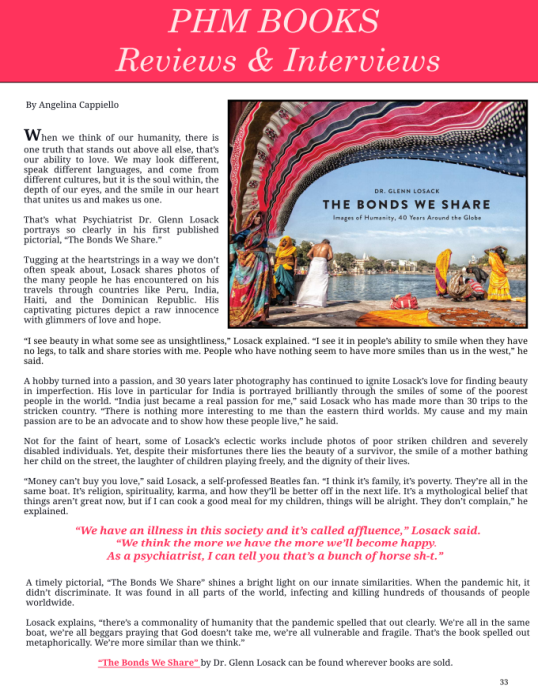 PHM BOOKS
Reviews & Interviews
By Angelina Cappiello
When we think of our humanity, there is
one truth that stands out above all else, that's
our ability to love. We may look different,
speak different languages, and come from
different cultures, but it is the soul within, the
depth of our eyes, and the smile in our heart
that unites us and makes us one.
That's what Psychiatrist Dr. Glenn Losack
portrays so clearly in his first published
pictorial, "The Bonds We Share."
Tugging at the heartstrings in a way we don't
often speak about, Losack shares photos of
the many people he has encountered on his
travels through countries like Peru, India,
Haiti, and the Dominican Republic. His
captivating pictures depict a raw innocence
with glimmers of love and hope.
DR. GLENN LOSACK
THE BONDS WE SHARE
Images of Humanity, 40 Years Around the Globe
"I see beauty in what some see as unsightliness," Losack explained. "I see it in people's ability to smile when they have
no legs, to talk and share stories with me. People who have nothing seem to have more smiles than us in the west," he
said.
A hobby turned into a passion, and 30 years later photography has continued to ignite Losack's love for finding beauty
in imperfection. His love in particular for India is portrayed brilliantly through the smiles of some of the poorest
people in the world. "India just became a real passion for me," said Losack who has made more than 30 trips to the
stricken country. "There is nothing more interesting to me than the eastern third worlds. My cause and my main
passion are to be an advocate and to show how these people live," he said.
Not for the faint of heart, some of Losack's eclectic works include photos of poor striken children and severely
disabled individuals. Yet, despite their misfortunes there lies the beauty of a survivor, the smile of a mother bathing
her child on the street, the laughter of children playing freely, and the dignity of their lives.
"Money can't buy you love," said Losack, a self-professed Beatles fan. "I think it's family, it's poverty. They're all in the
same boat. It's religion, spirituality, karma, and how they'll be better off in the next life. It's a mythological belief that
things aren't great now, but if I can cook a good meal for my children, things will be alright. They don't complain," he
explained.
"We have an illness in this society and it's called affluence," Losack said.
"We think the more we have the more we'll become happy.
As a psychiatrist, I can tell you that's a bunch of horse sh-t."
A timely pictorial, "The Bonds We Share" shines a bright light on our innate similarities. When the pandemic hit, it
didn't discriminate. It was found in all parts of the world, infecting and killing hundreds of thousands of people
worldwide.
Losack explains, "there's a commonality of humanity that the pandemic spelled that out clearly. We're all in the same
boat, we're all beggars praying that God doesn't take me, we're all vulnerable and fragile. That's the book spelled out
metaphorically. We're more similar than we think."
"The Bonds We Share" by Dr. Glenn Losack can be found wherever books are sold.
33